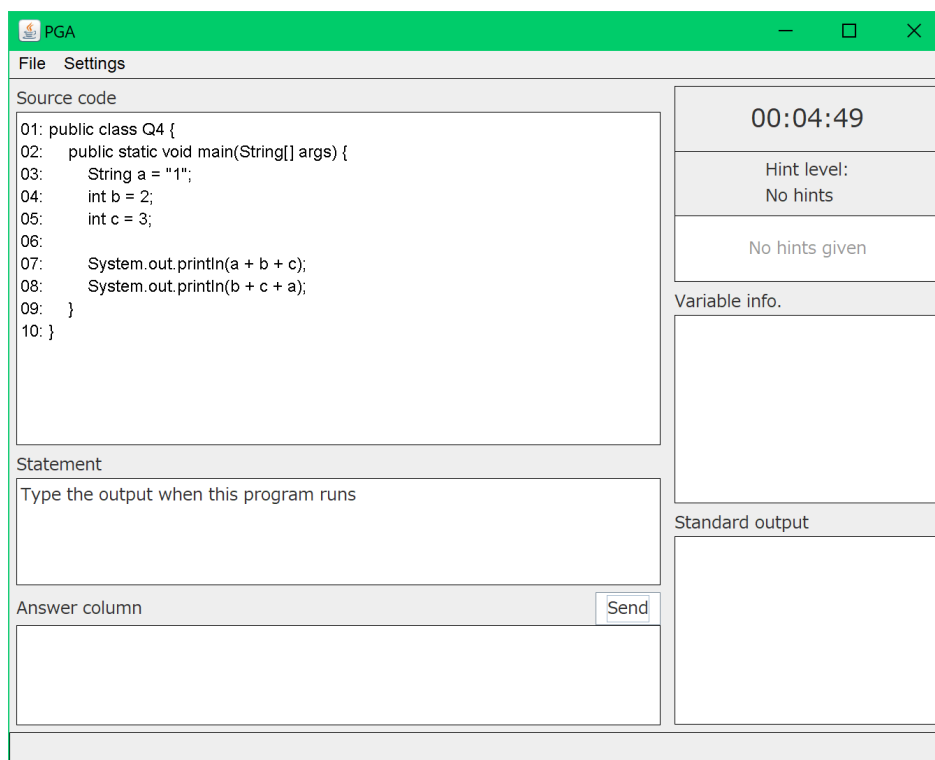 PGA
File Settings
Source code
01: public class Q4 {
02: public static void main(String[] args) {
03: String a = "1";
04: int b = 2;
05: int c = 3;
06:
07: System.out.println(a + b + c);
08: System.out.println(b + c + a);
09: }
10: }
Statement
Type the output when this program runs
Answer column
Send
00:04:49
Hint level:
No hints
No hints given
Variable info.
Standard output